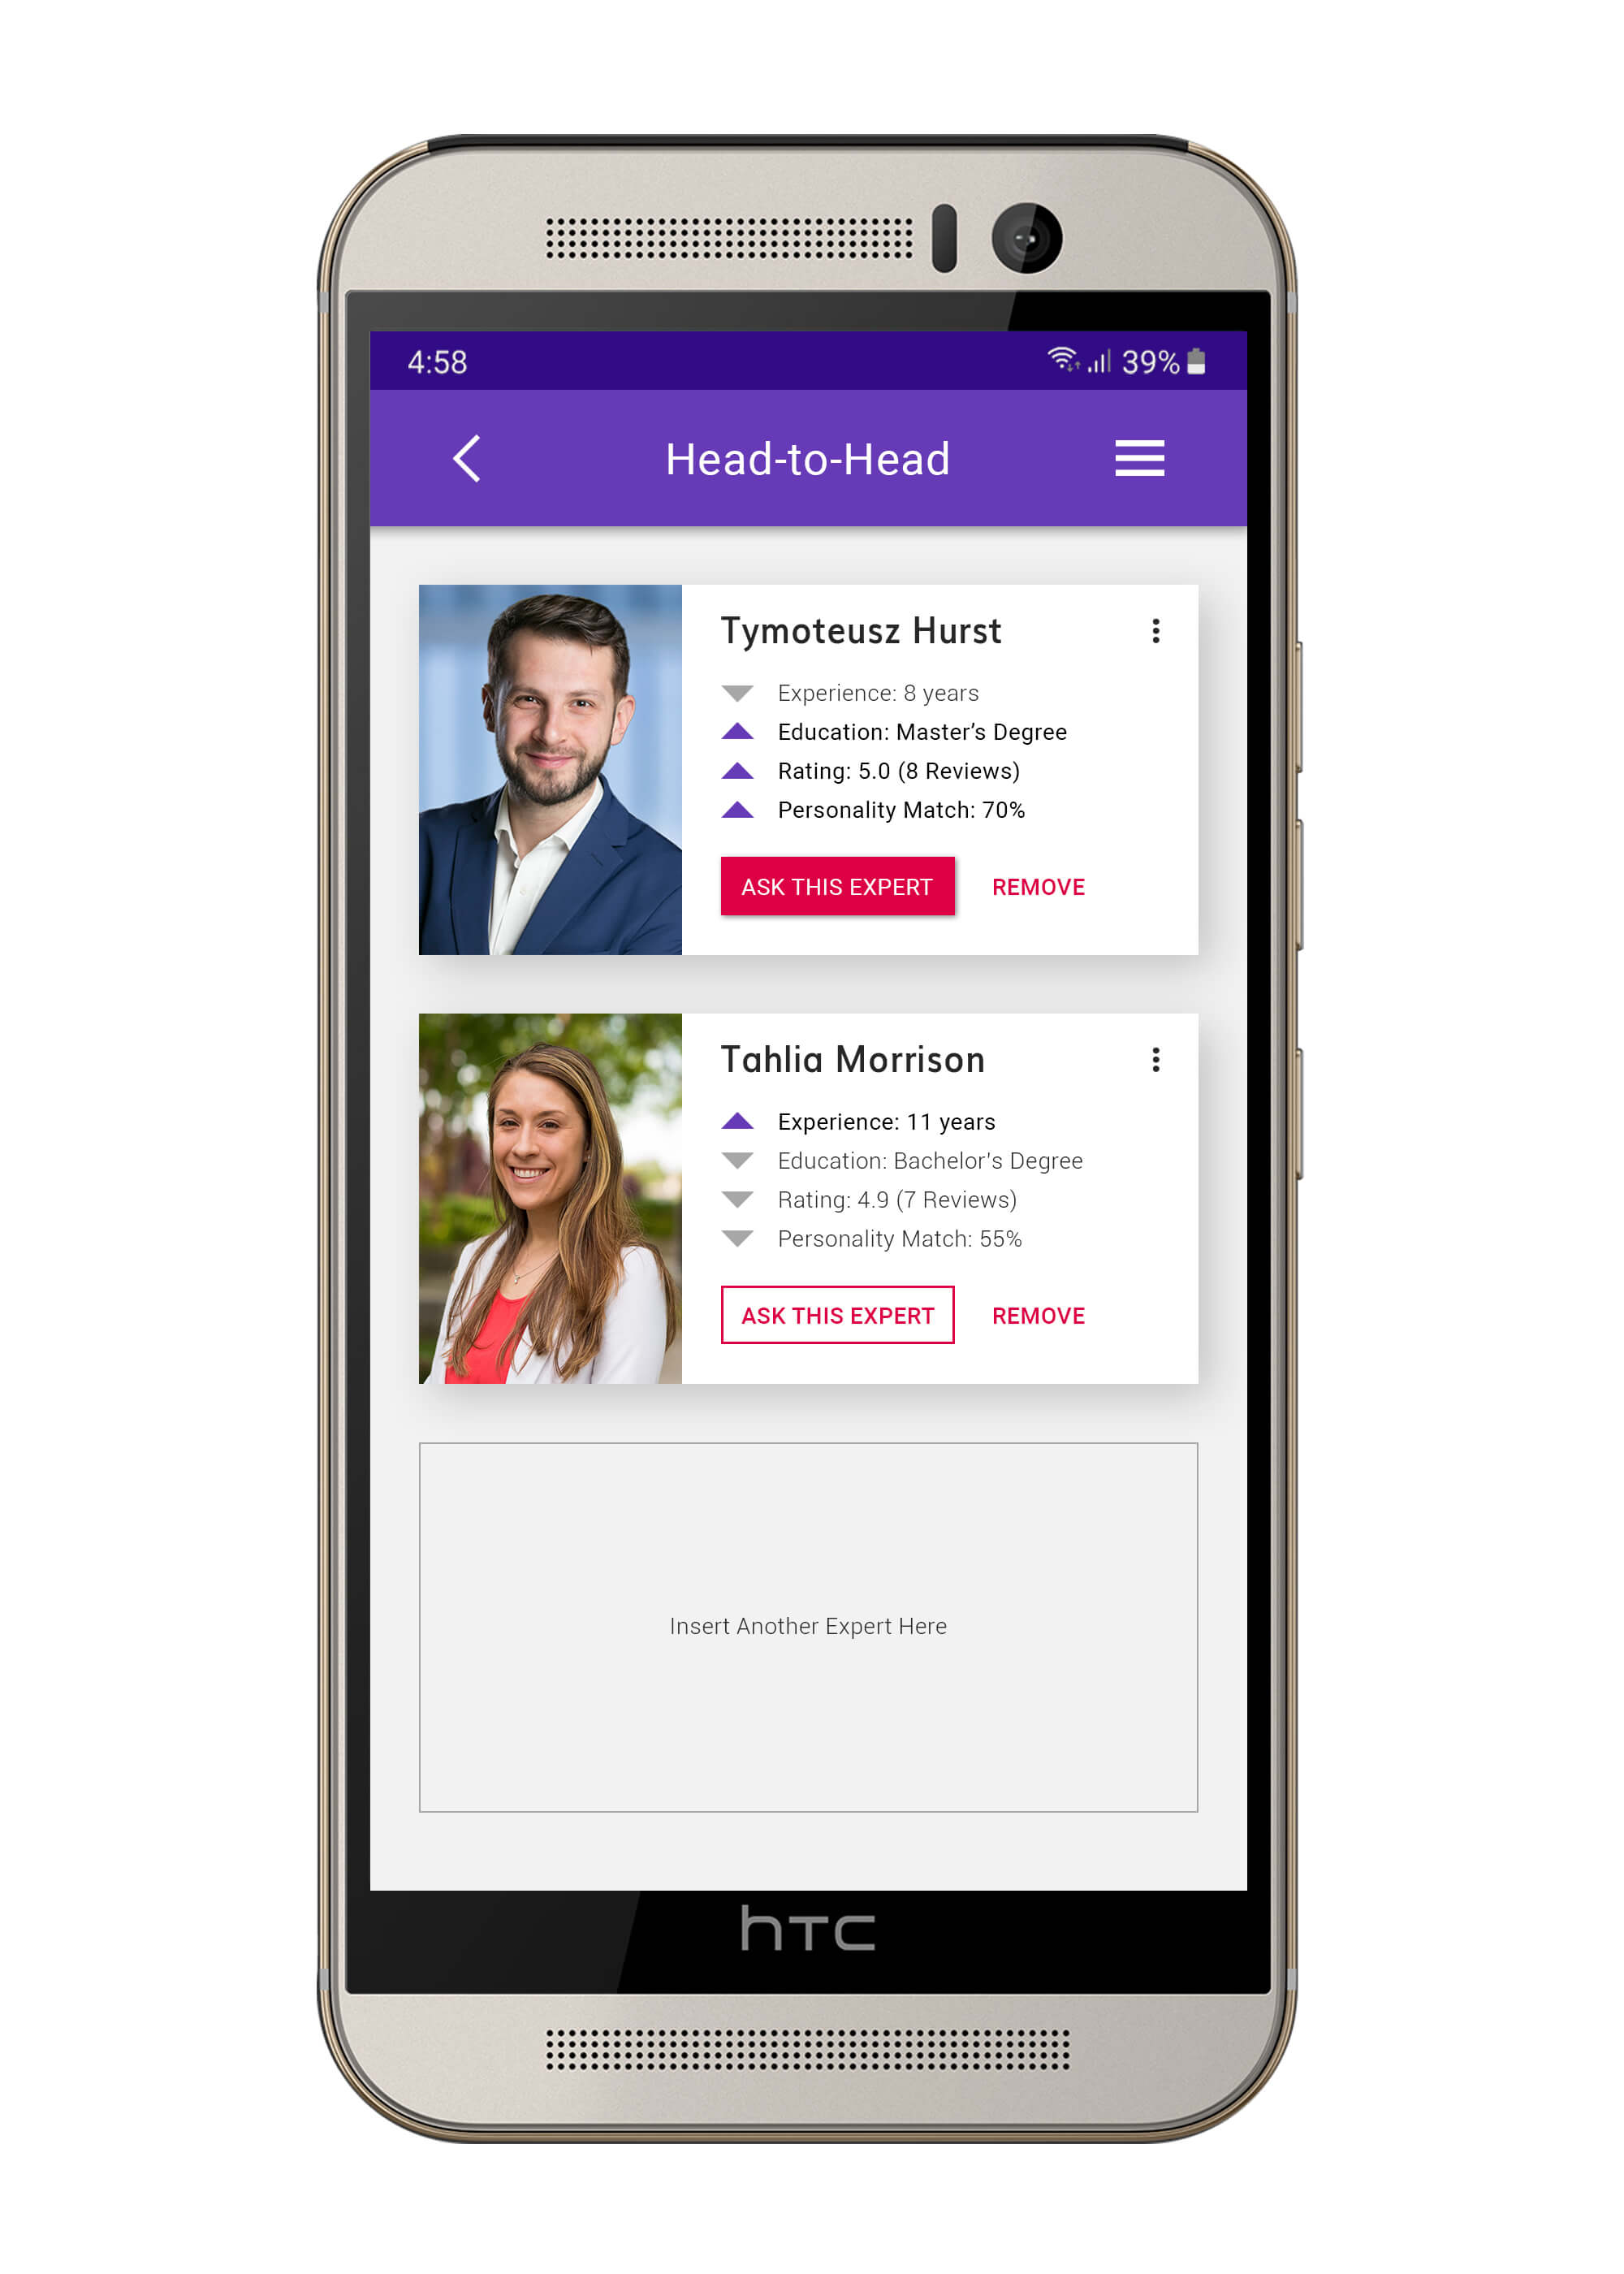 4:58
39%
Head-to-Head
Tymoteusz Hurst
Experience: 8 years
Education: Master’s Degree
Rating: 5.0 (8 Reviews)
Personality Match: 70%
ASK THIS EXPERT
REMOVE
Tahlia Morrison
Experience: 11 years
Education: Bachelor's Degree
Rating: 4.9 (7 Reviews)
Personality Match: 55%
ASK THIS EXPERT
REMOVE
Insert Another Expert Here
hTC